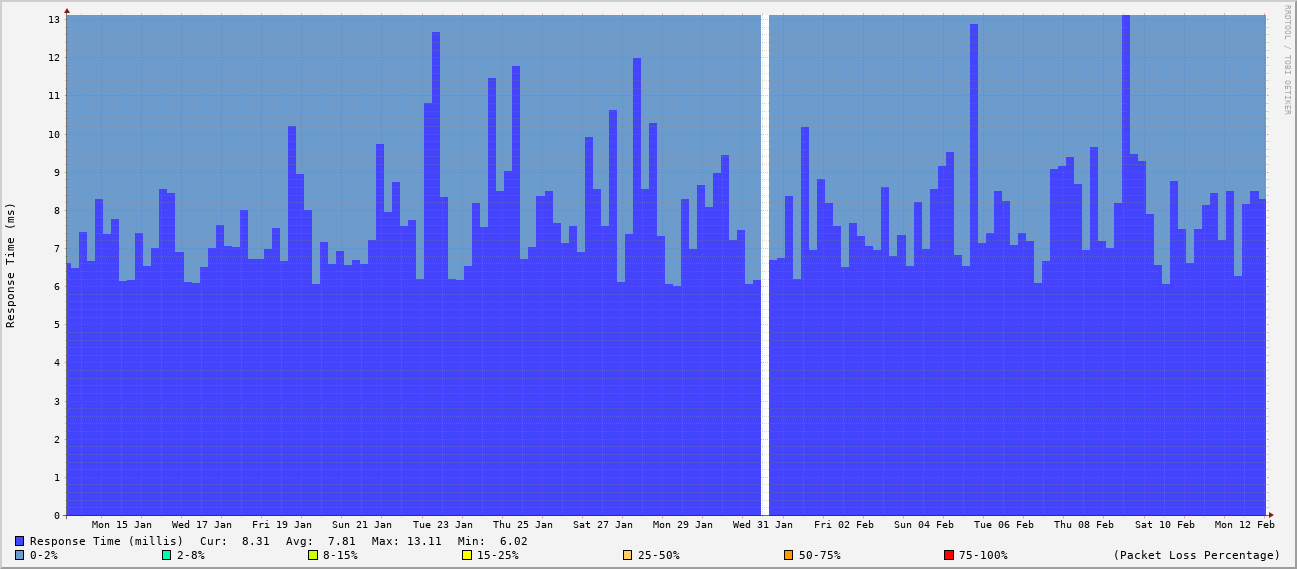 RRDTOOL / TOBI OETIKER
Response Time (ms)
13
12
11
10
9
8
7
6
5
4
3
2
1
0
Mon 15 Jan Wed 17 Jan Fri 19 Jan Sun 21 Jan Tue 23 Jan Thu 25 Jan Sat 27 Jan Mon 29 Jan Wed 31 Jan Fri 02 Feb Sun 04 Feb Tue 06 Feb Thu 08 Feb Sat 10 Feb Mon 12 Feb
Response Time (millis) Cur: 8.31 Avg: 7.81 Max: 13.11 Min: 6.02
0-2% 2-8% 8-15% 15-25% 25-50% 50-75% 75-100% (Packet Loss Percentage)